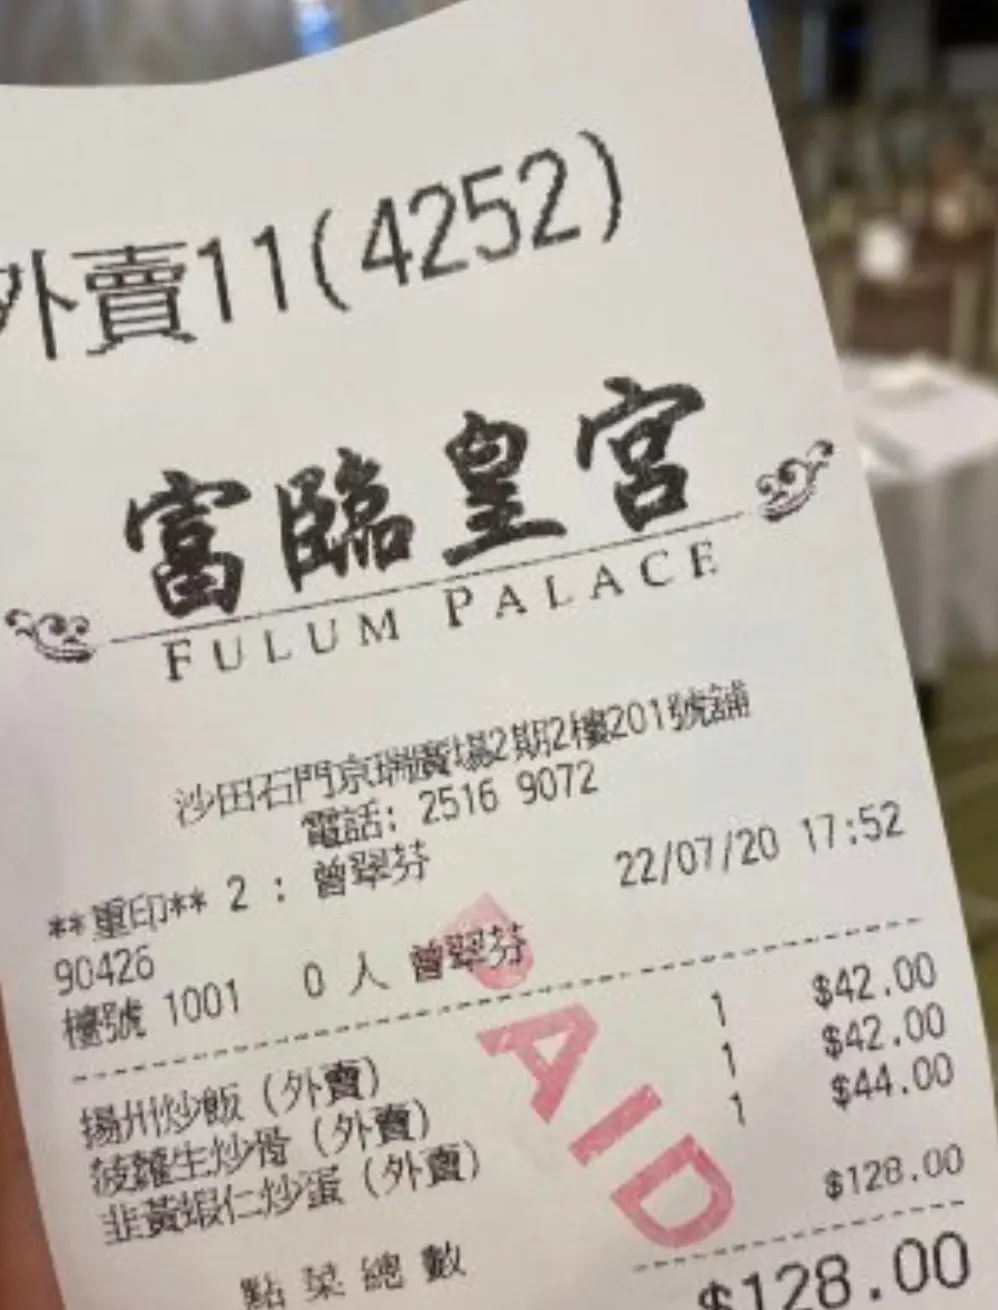 外賣11(4252)
富臨皇宮
FULUM PALACE
沙田石門京瑞廣場2期2樓201號舖
電話: 2516 9072
**重印** 2 : 曾翠芬 22/07/20 17:52
90426
檯號 1001 0 人 曾翠芬
揚州炒飯 (外賣) 1 $42.00
菠蘿生炒骨 (外賣) 1 $42.00
韭黃蝦仁炒蛋 (外賣) 1 $44.00
PAID
點菜總數 $128.00
$128.00